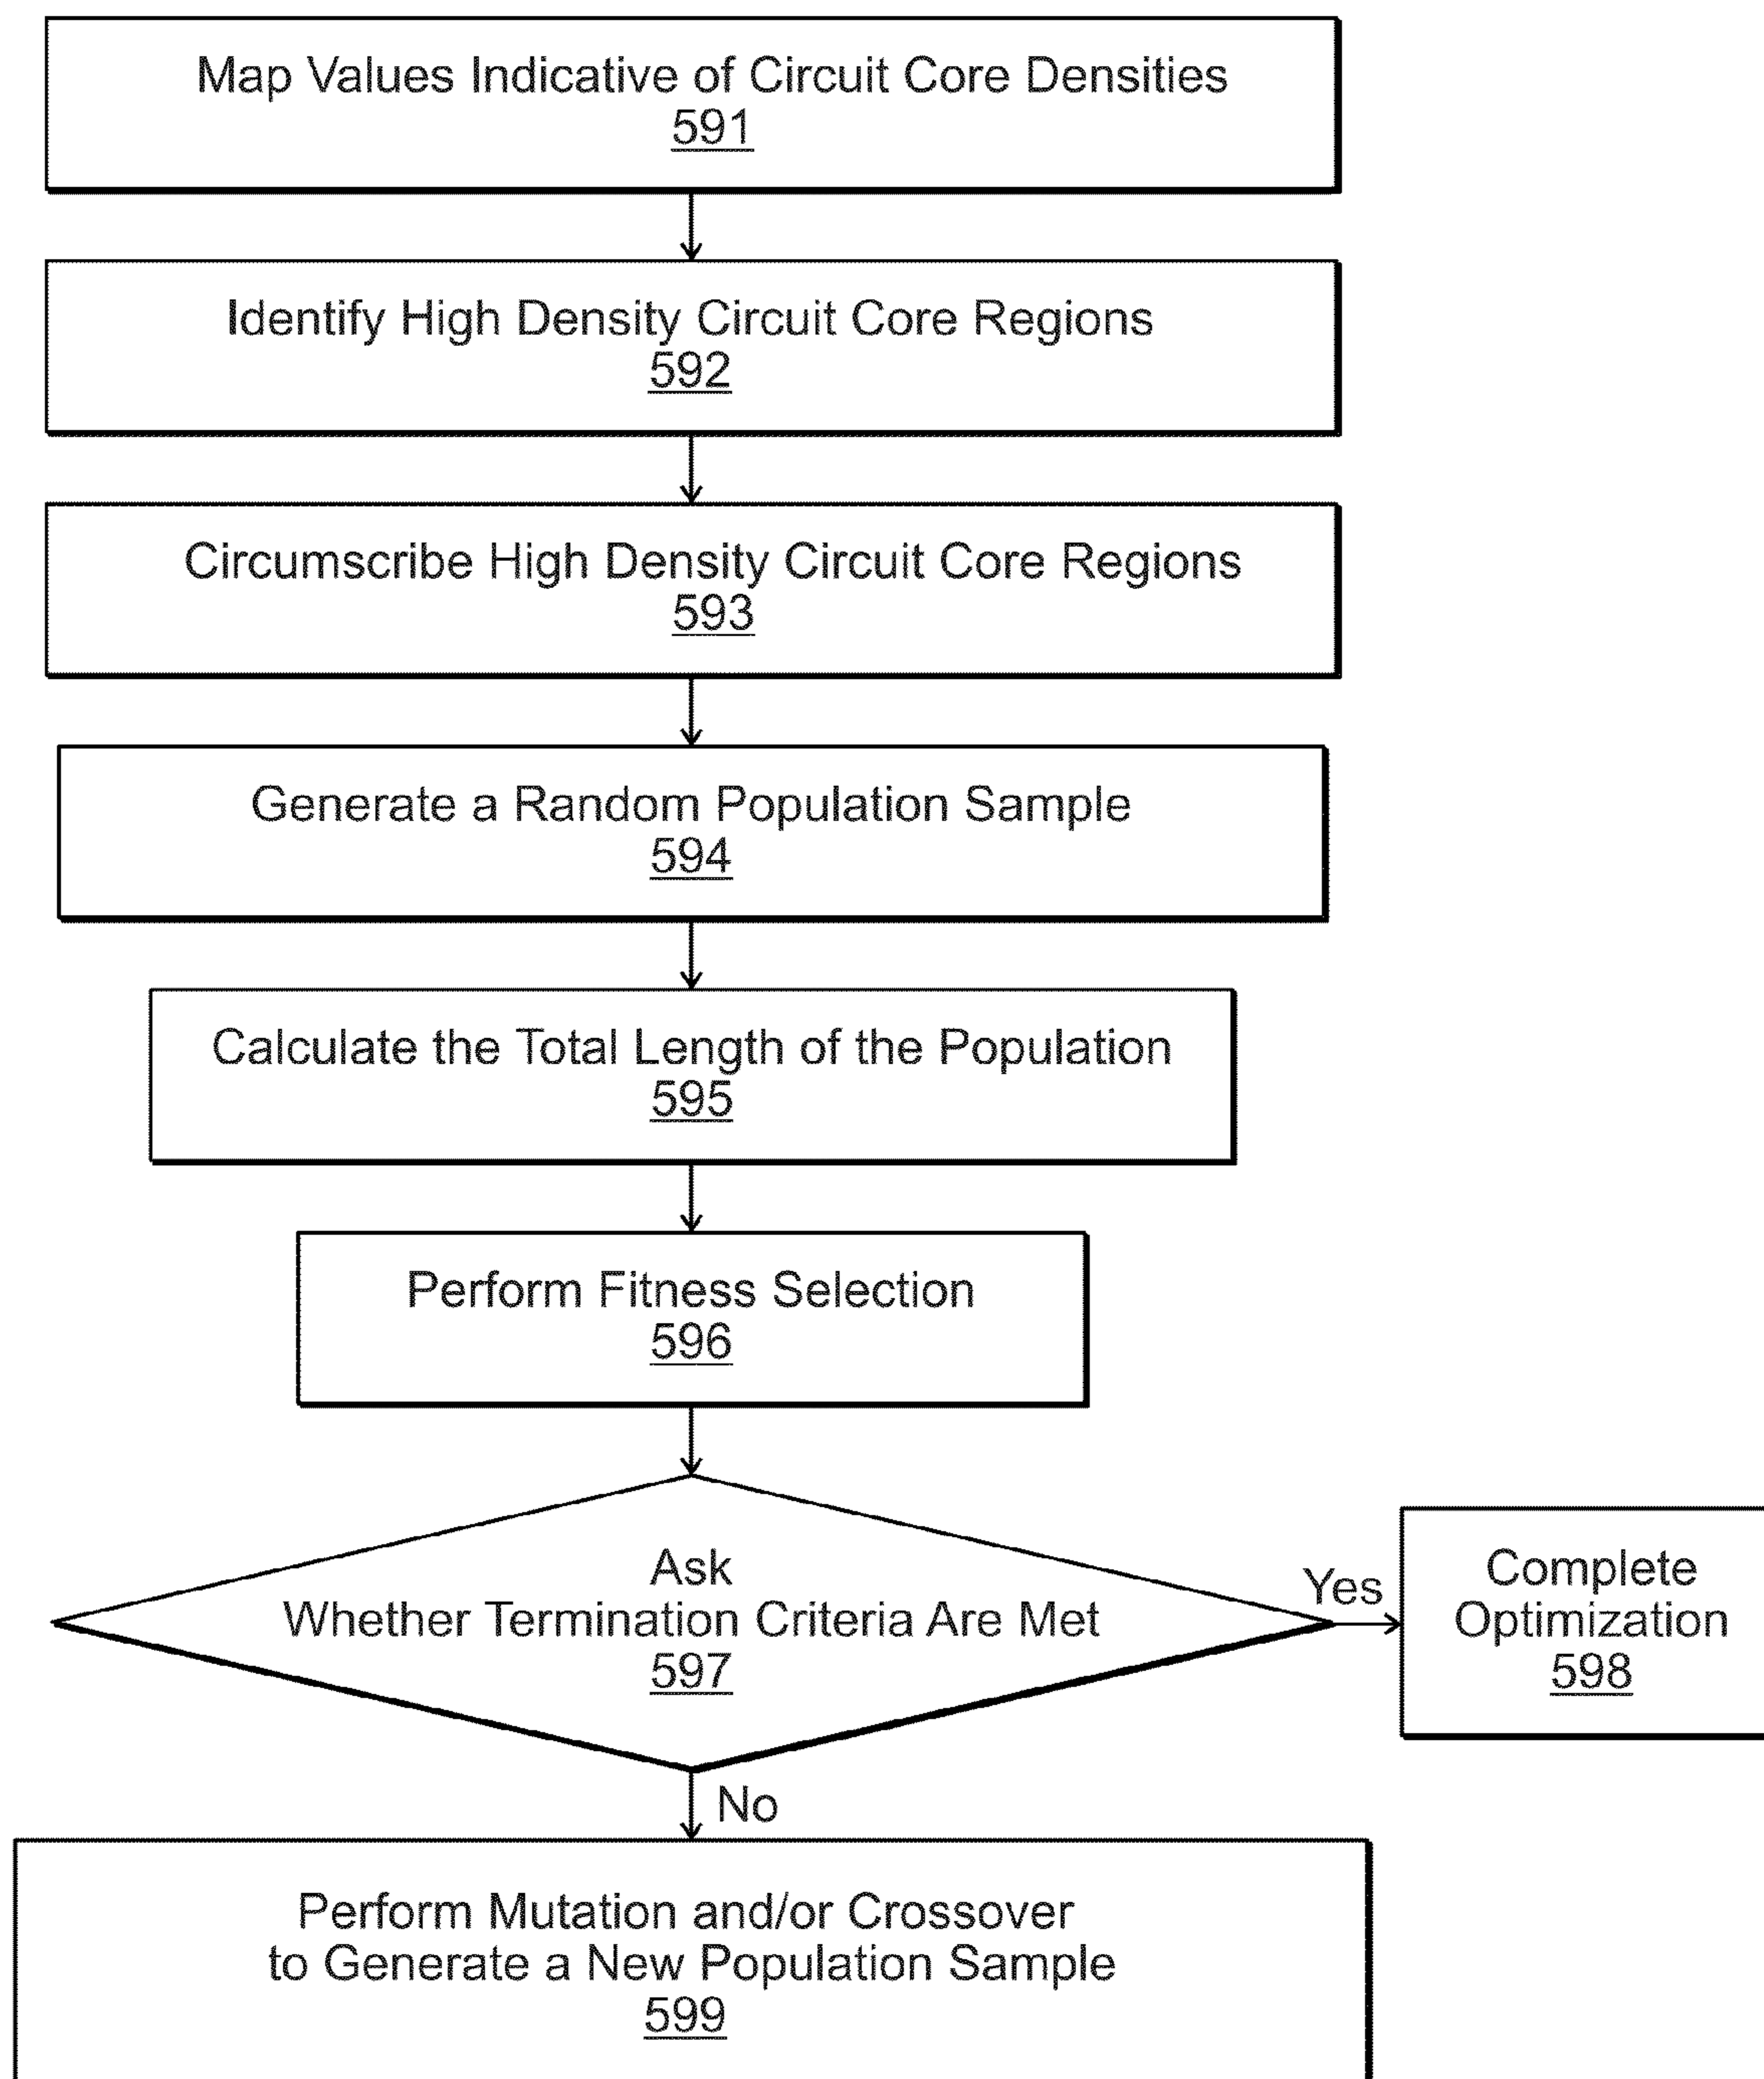 Map Values Indicative of Circuit Core Densities
591
Identify High Density Circuit Core Regions
592
Circumscribe High Density Circuit Core Regions
593
Generate a Random Population Sample
594
Calculate the Total Length of the Population
595
Perform Fitness Selection
596
Ask
Whether Termination Criteria Are Met
597
Yes
Complete
Optimization
598
No
Perform Mutation and/or Crossover
to Generate a New Population Sample
599